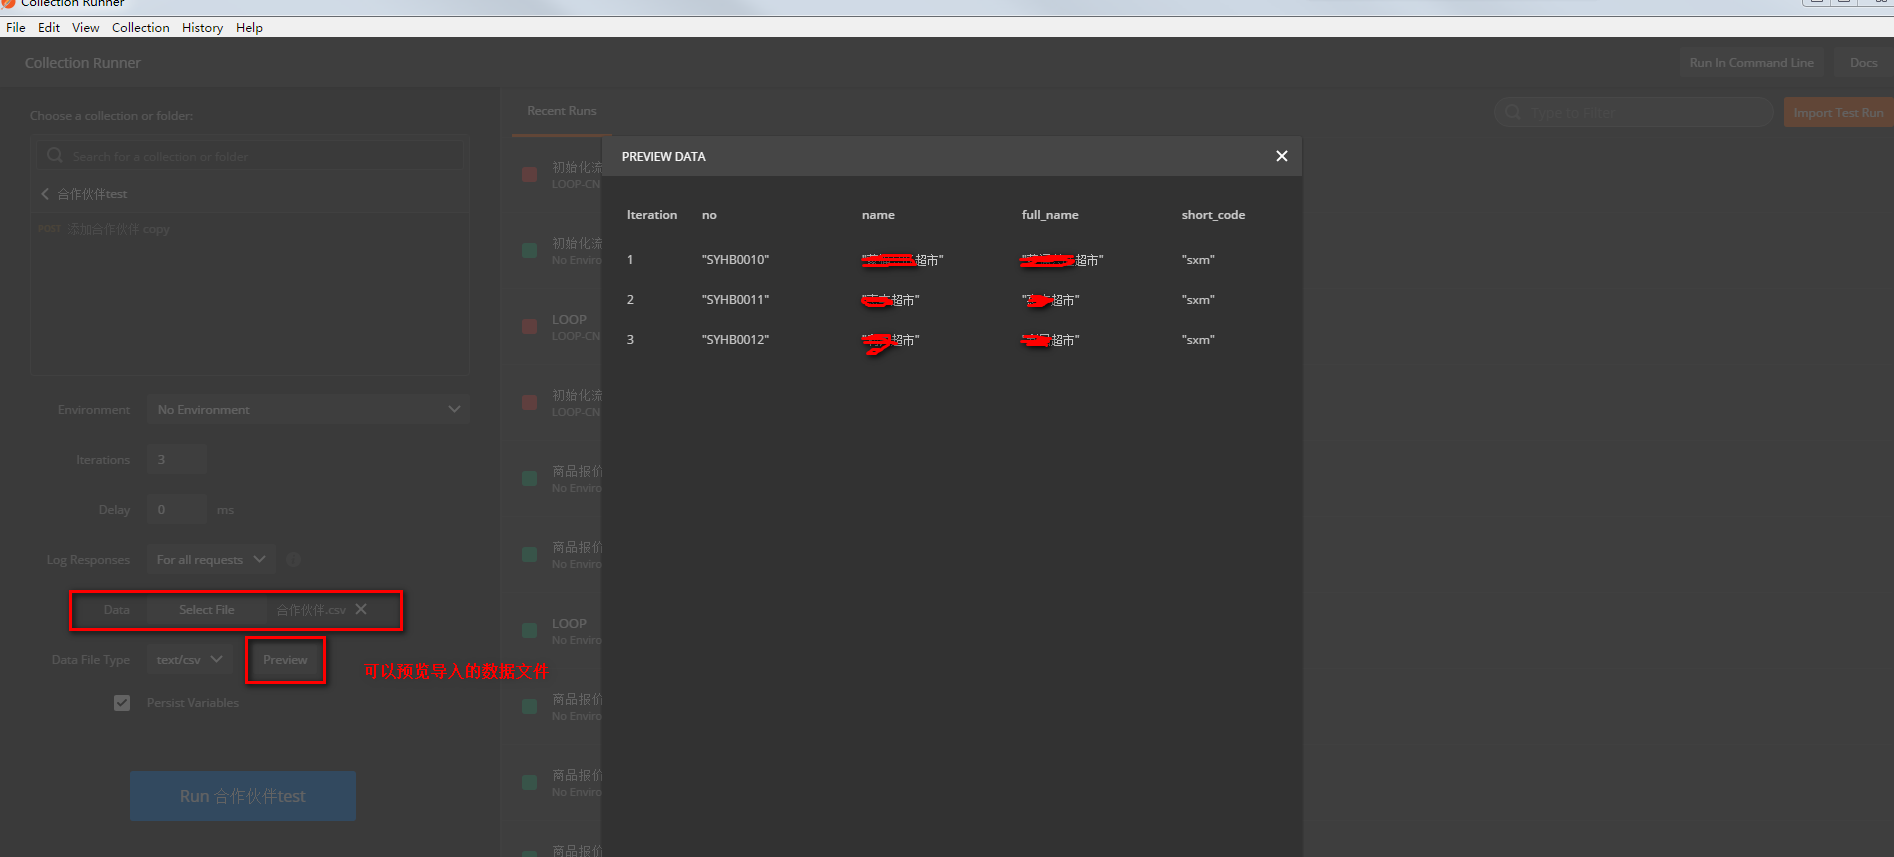 Collection Runner
File Edit View Collection History Help
Collection Runner
Run In Command Line
Docs
Choose a collection or folder:
Search for a collection or folder
合作伙伴test
POST 添加合作伙伴 copy
Environment No Environment
Iterations 3
Delay 0 ms
Log Responses For all requests
Data Select File 合作伙伴.csv
Data File Type text/csv Preview
可以预览导入的数据文件
Persist Variables
Run 合作伙伴test
Recent Runs
Type to Filter
Import Test Run
初始化流
LOOP-CN
初始化流
No Enviro
LOOP
LOOP-CN
初始化流
LOOP-CN
商品报价
No Enviro
商品报价
No Enviro
LOOP
No Enviro
商品报价
No Enviro
商品报价
No Enviro
商品报价
PREVIEW DATA
Iteration no name full_name short_code
1 "SYHB0010" 超市" 超市" "sxm"
2 "SYHB0011" 超市" 超市" "sxm"
3 "SYHB0012" 超市" 超市" "sxm"